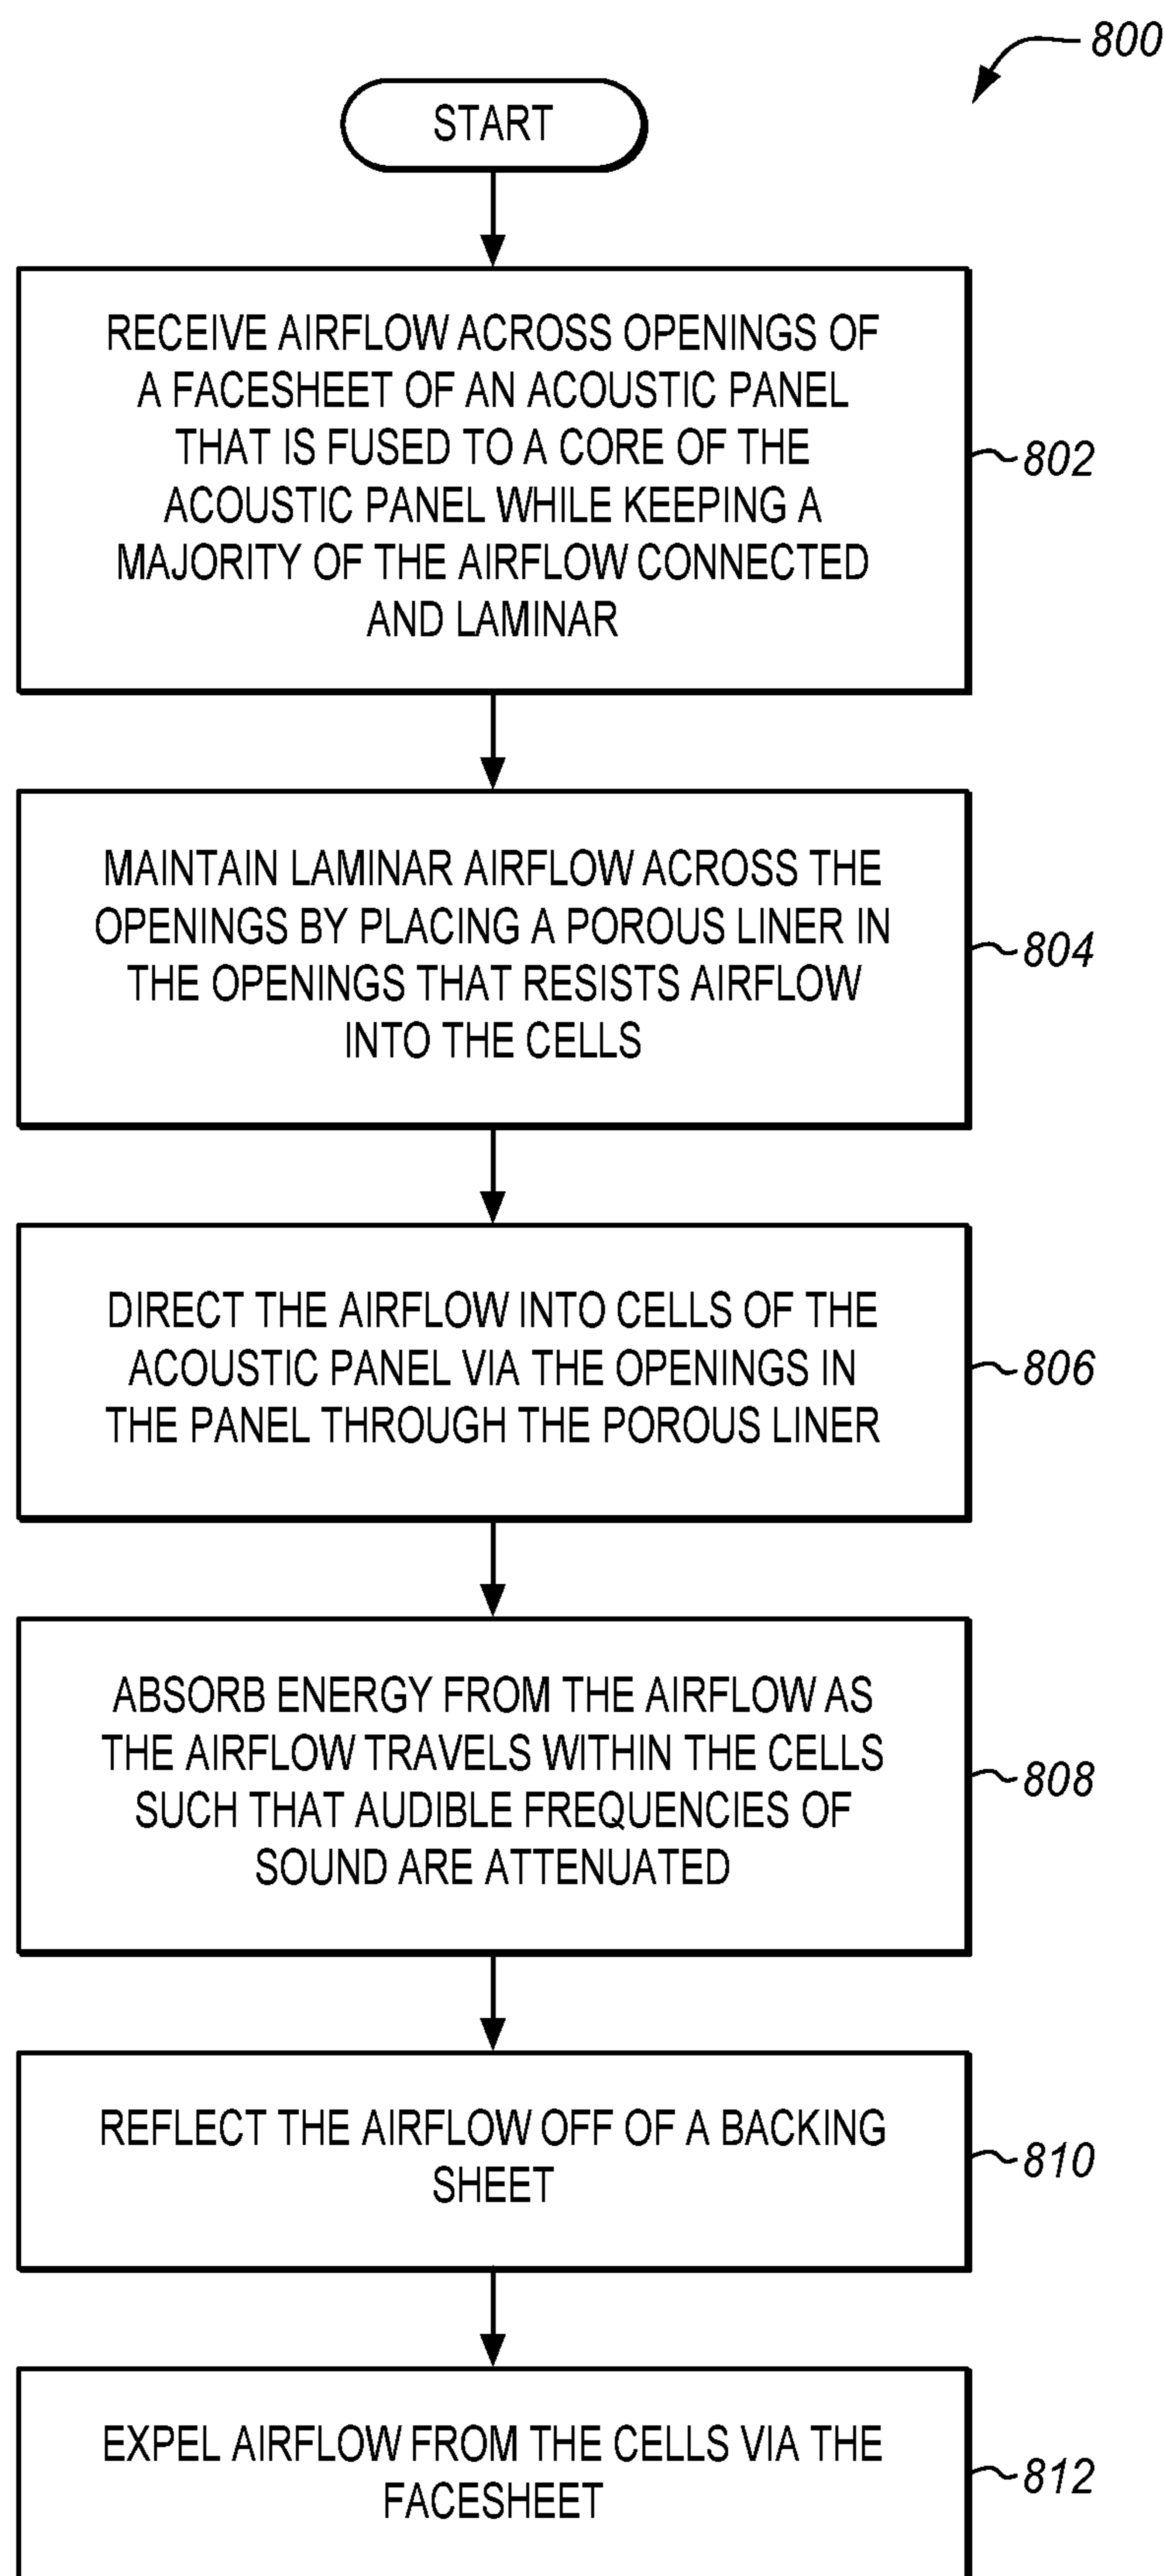 800
START
RECEIVE AIRFLOW ACROSS OPENINGS OF
A FACESHEET OF AN ACOUSTIC PANEL
THAT IS FUSED TO A CORE OF THE
ACOUSTIC PANEL WHILE KEEPING A
MAJORITY OF THE AIRFLOW CONNECTED
AND LAMINAR
802
MAINTAIN LAMINAR AIRFLOW ACROSS THE
OPENINGS BY PLACING A POROUS LINER IN
THE OPENINGS THAT RESISTS AIRFLOW
INTO THE CELLS
804
DIRECT THE AIRFLOW INTO CELLS OF THE
ACOUSTIC PANEL VIA THE OPENINGS IN
THE PANEL THROUGH THE POROUS LINER
806
ABSORB ENERGY FROM THE AIRFLOW AS
THE AIRFLOW TRAVELS WITHIN THE CELLS
SUCH THAT AUDIBLE FREQUENCIES OF
SOUND ARE ATTENUATED
808
REFLECT THE AIRFLOW OFF OF A BACKING
SHEET
810
EXPEL AIRFLOW FROM THE CELLS VIA THE
FACESHEET
812